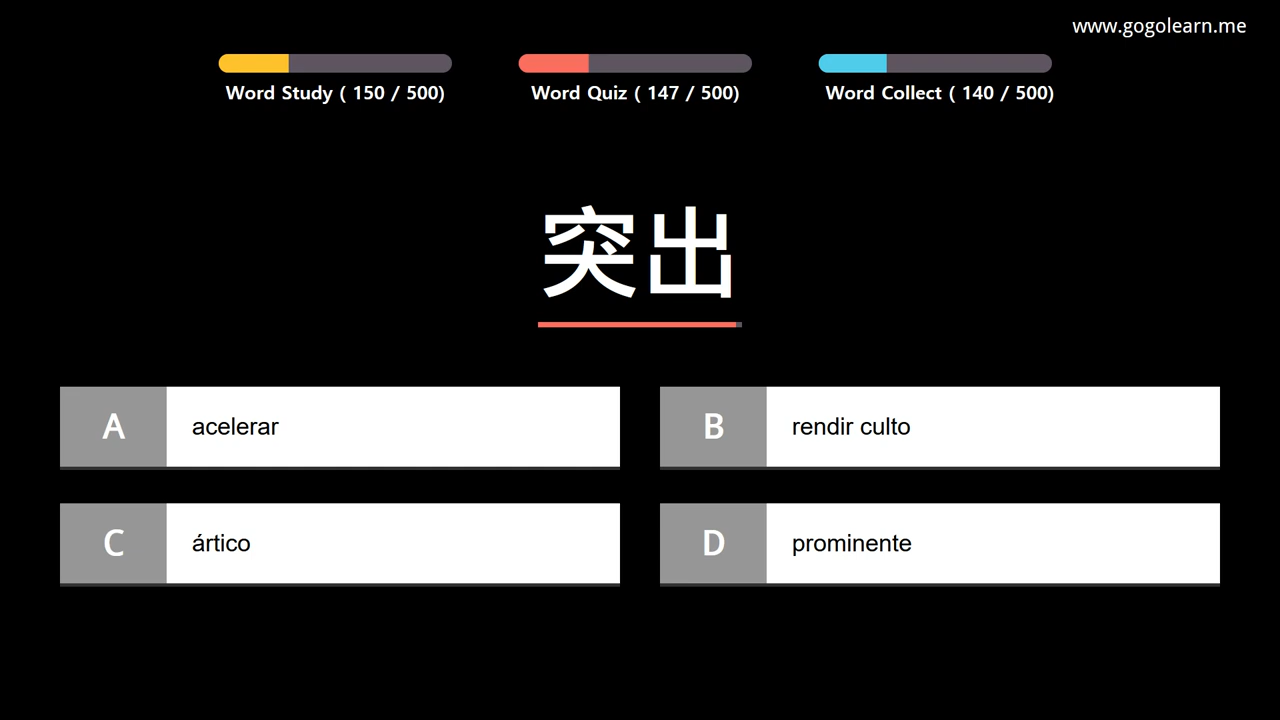 www.gogolearn.me
Word Study ( 150 / 500)
Word Quiz ( 147 / 500)
Word Collect ( 140 / 500)
突出
A acelerar
B rendir culto
C ártico
D prominente